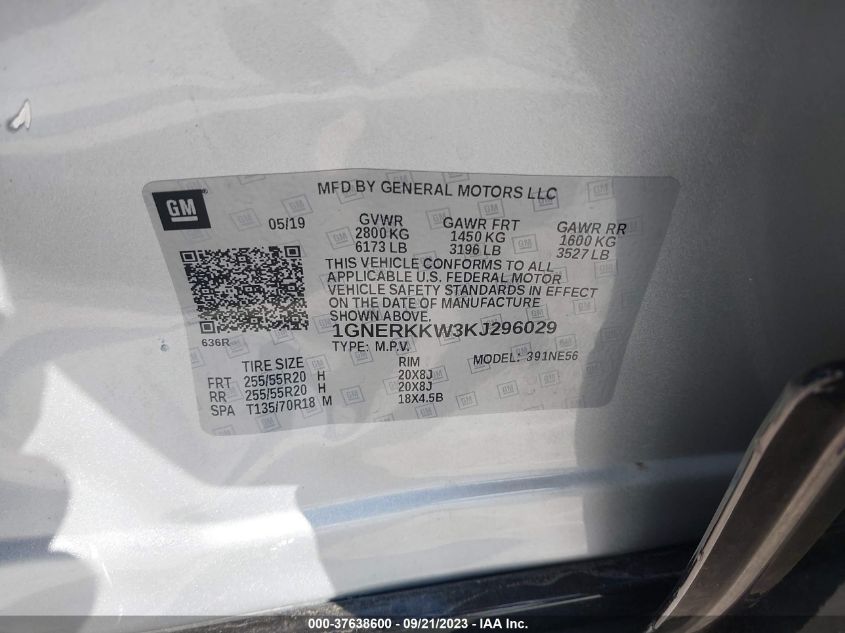 MFD BY GENERAL MOTORS LLC
GM
05/19
GVWR GAWR FRT GAWR RR
2800 KG 1450 KG 1600 KG
6173 LB 3196 LB 3527 LB
THIS VEHICLE CONFORMS TO ALL
APPLICABLE U.S. FEDERAL MOTOR
VEHICLE SAFETY STANDARDS IN EFFECT
ON THE DATE OF MANUFACTURE
SHOWN ABOVE.
1GNERKKW3KJ296029
636R
TYPE: M.P.V. MODEL: 391NE56
TIRE SIZE RIM
FRT 255/55R20 H 20X8J
RR 255/55R20 H 20X8J
SPA T135/70R18 M 18X4.5B
000-37638600 - 09/21/2023 - IAAI, Inc.